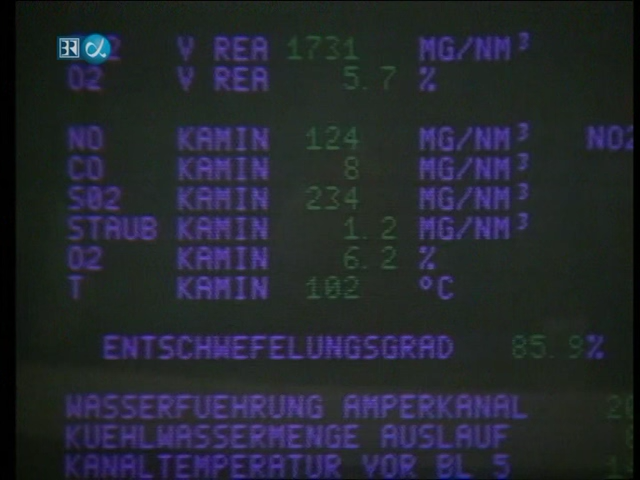 BR α
V REA 1731 MG/NM³
O2 V REA 5.7 %
NO KAMIN 124 MG/NM³ NO2
CO KAMIN 8 MG/NM³
SO2 KAMIN 234 MG/NM³
STAUB KAMIN 1.2 MG/NM³
O2 KAMIN 6.2 %
T KAMIN 102 °C
ENTSCHWEFELUNGSGRAD 85.9%
WASSERFUEHRUNG AMPERKANAL
KUEHLWASSERMENGE AUSLAUF
KANALTEMPERATUR VOR BL 5